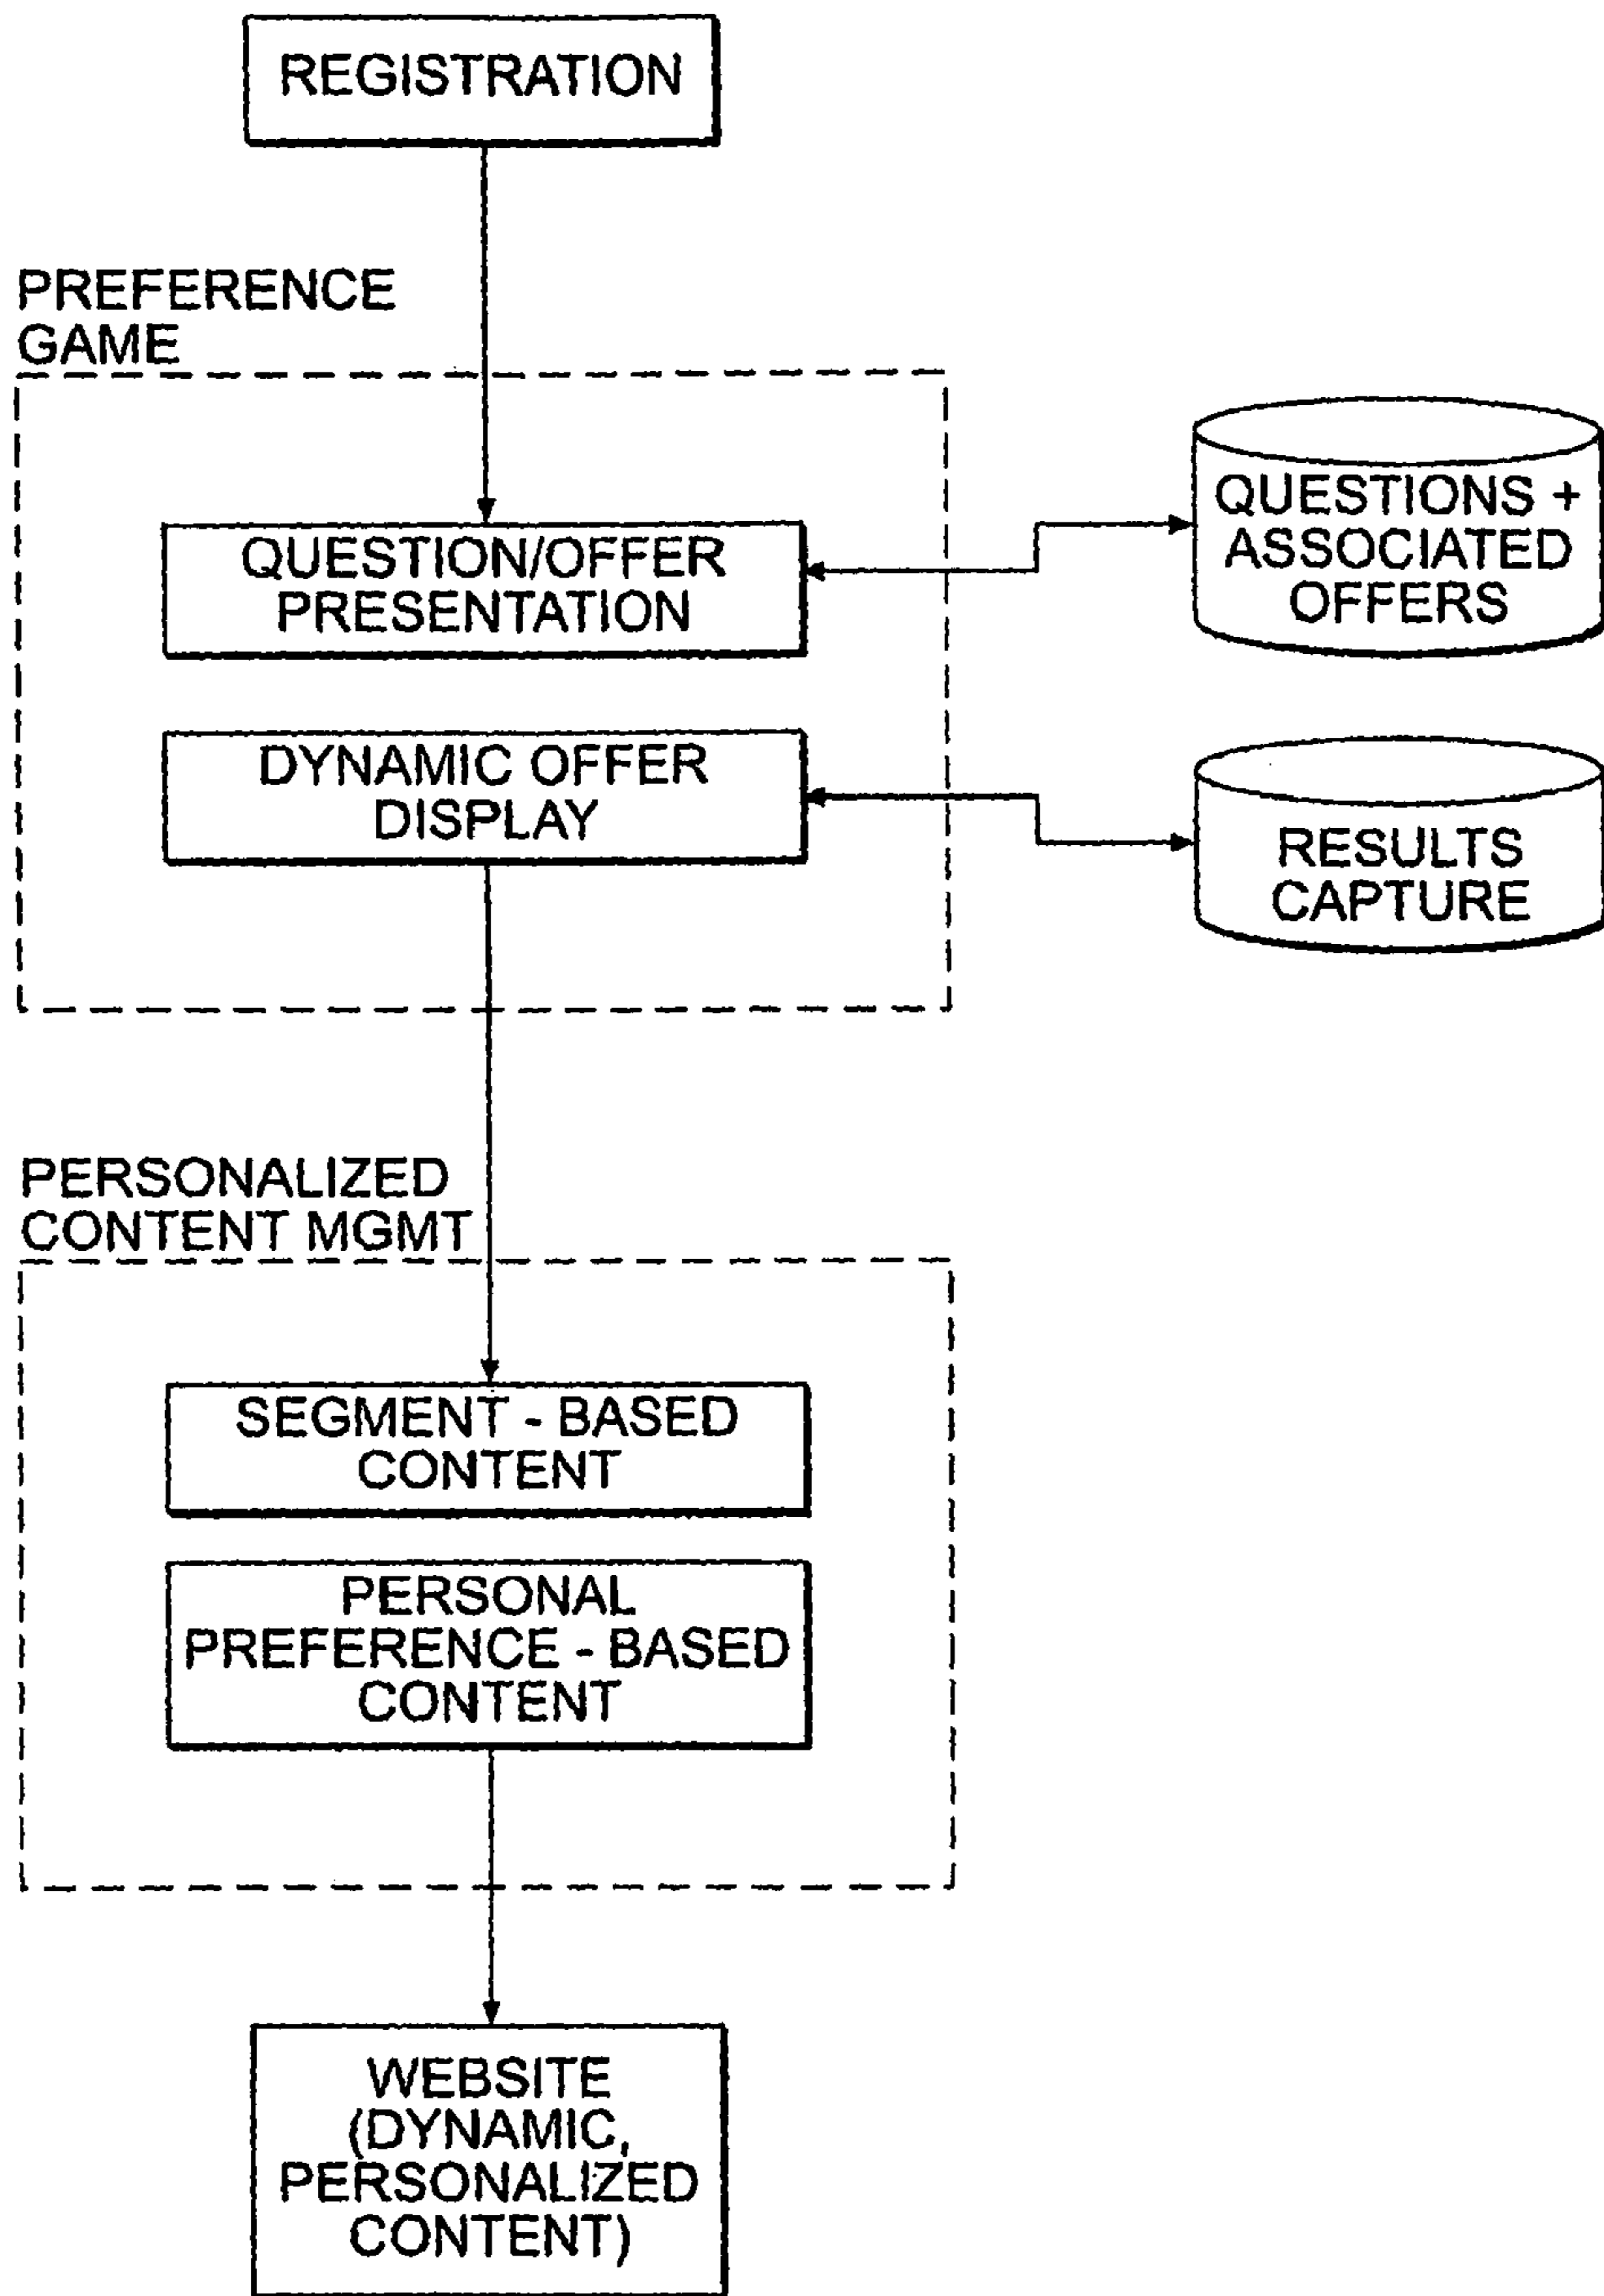 REGISTRATION
PREFERENCE
GAME
QUESTION/OFFER
PRESENTATION
QUESTIONS +
ASSOCIATED
OFFERS
DYNAMIC OFFER
DISPLAY
RESULTS
CAPTURE
PERSONALIZED
CONTENT MGMT
SEGMENT - BASED
CONTENT
PERSONAL
PREFERENCE - BASED
CONTENT
WEBSITE
(DYNAMIC,
PERSONALIZED
CONTENT)